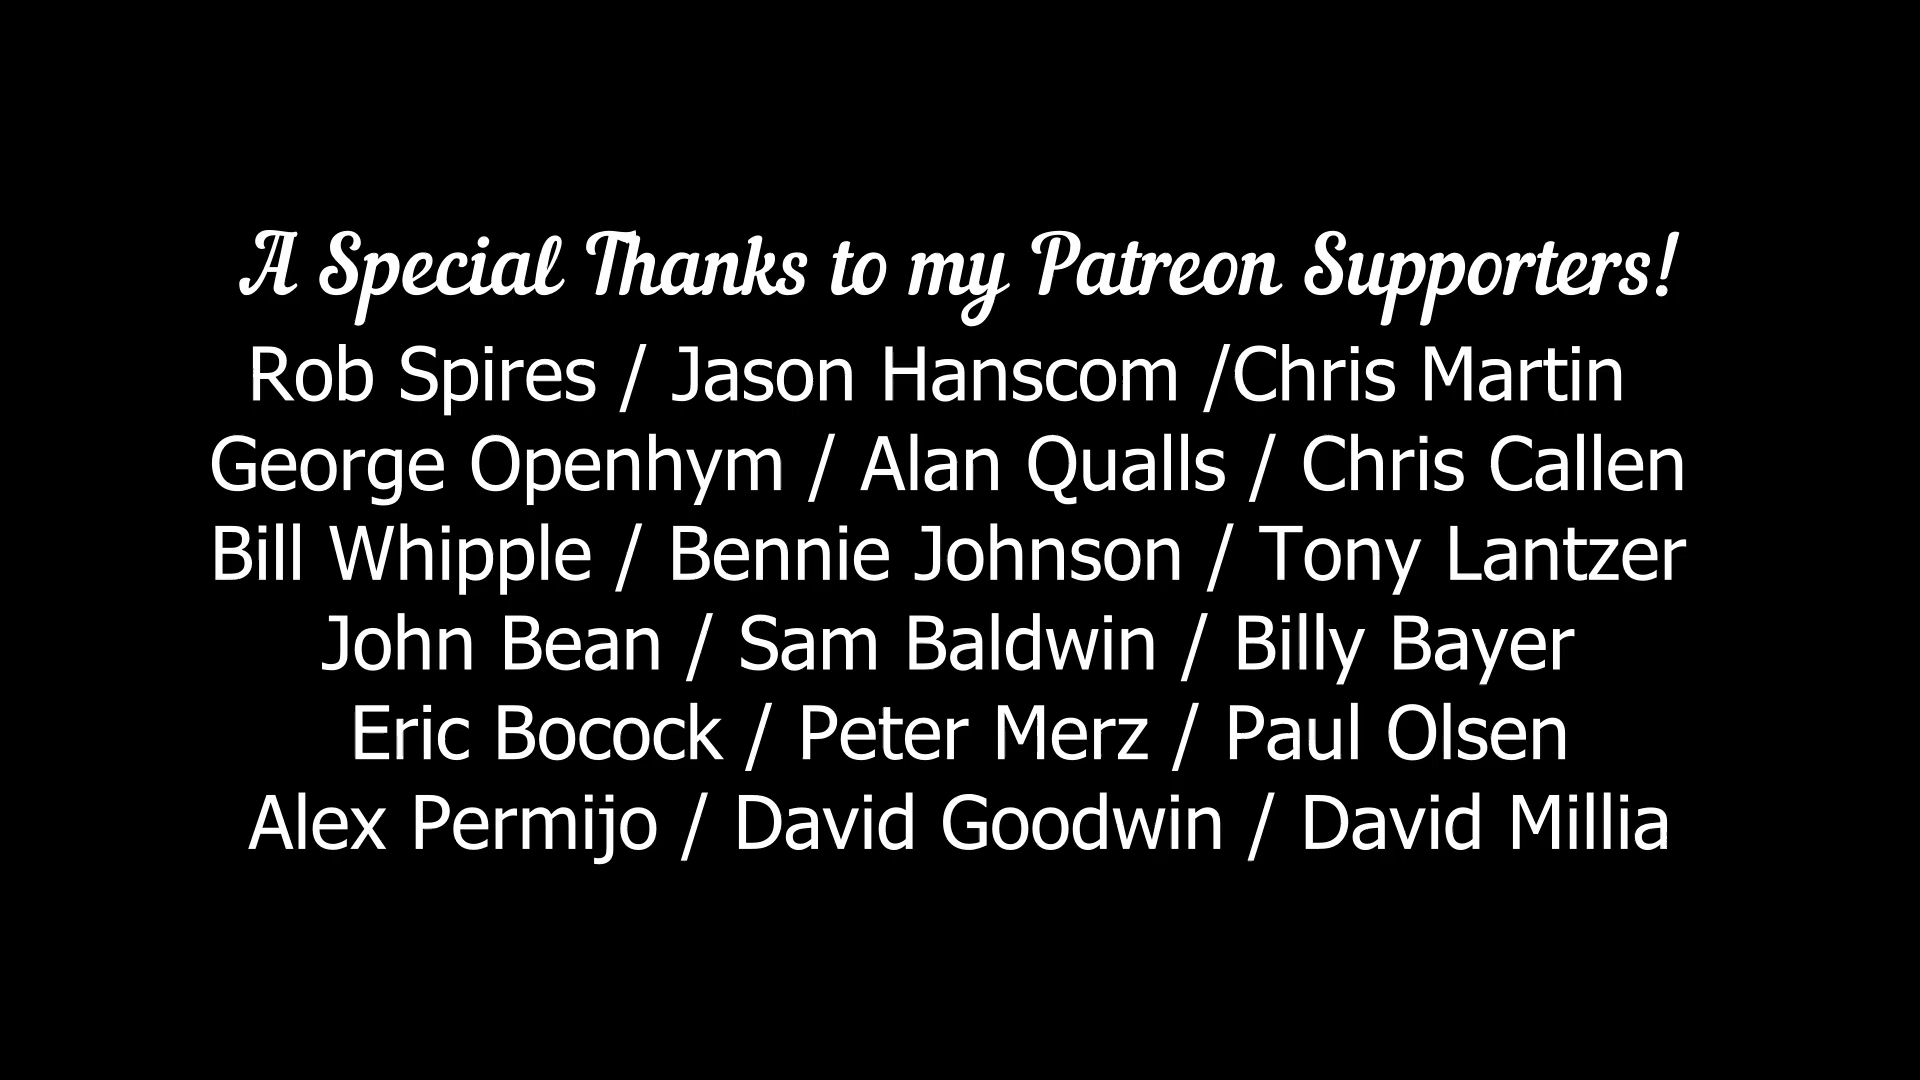 A Special Thanks to my Patreon Supporters!
Rob Spires / Jason Hanscom /Chris Martin
George Openhym / Alan Qualls / Chris Callen
Bill Whipple / Bennie Johnson / Tony Lantzer
John Bean / Sam Baldwin / Billy Bayer
Eric Bocock / Peter Merz / Paul Olsen
Alex Permijo / David Goodwin / David Millia